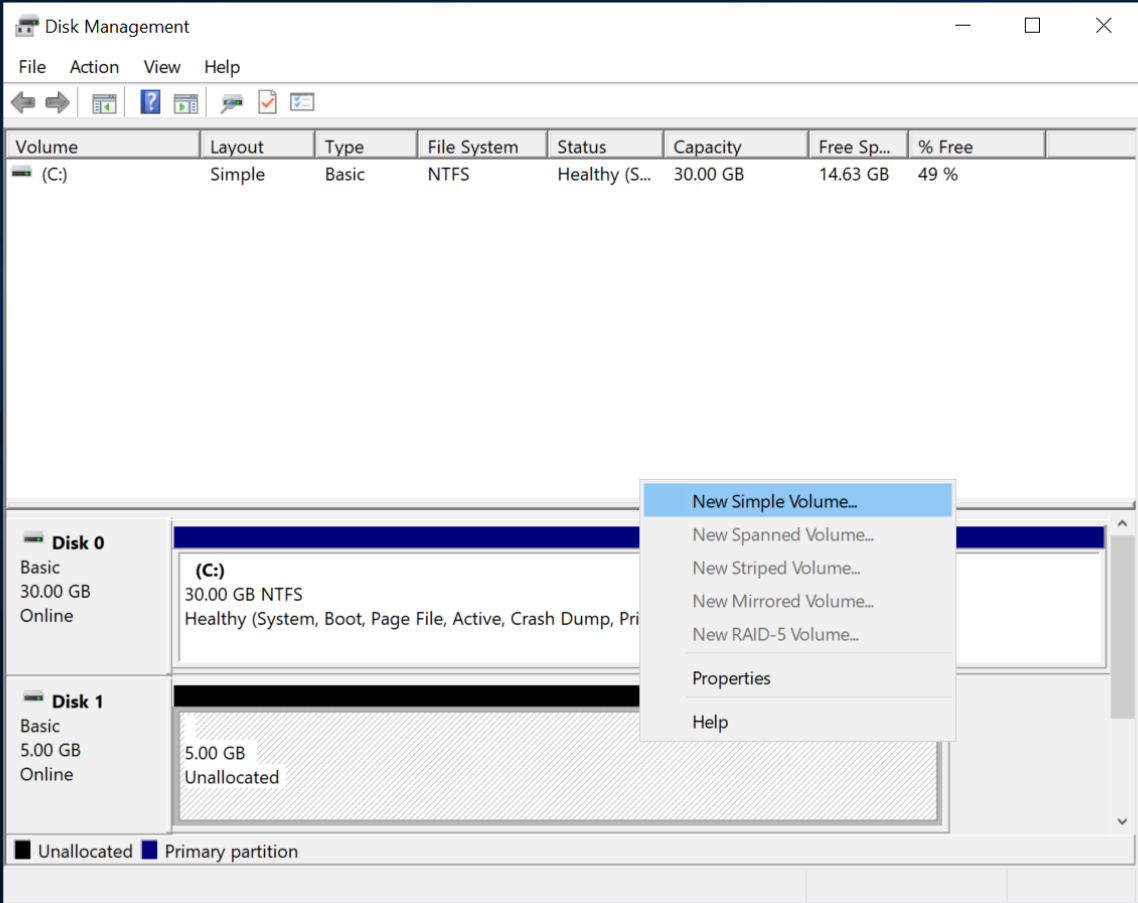 Disk Management
File Action View Help
Volume Layout Type File System Status Capacity Free Sp... % Free
(C:) Simple Basic NTFS Healthy (S... 30.00 GB 14.63 GB 49 %
New Simple Volume...
New Spanned Volume...
New Striped Volume...
New Mirrored Volume...
New RAID-5 Volume...
Properties
Help
Disk 0
Basic
30.00 GB
Online
(C:)
30.00 GB NTFS
Healthy (System, Boot, Page File, Active, Crash Dump, Pri
Disk 1
Basic
5.00 GB
Online
5.00 GB
Unallocated
Unallocated Primary partition